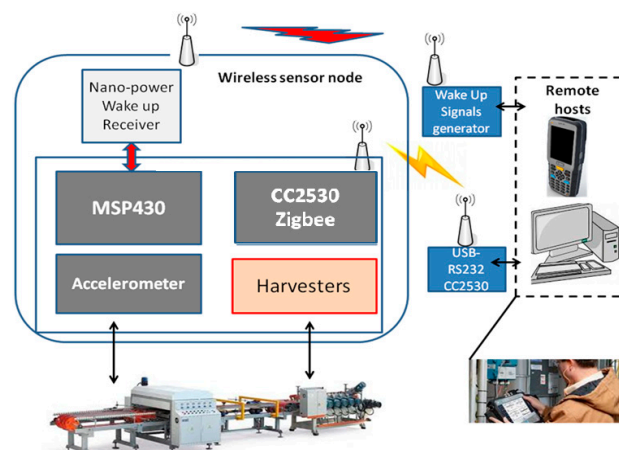 Wireless sensor node
Nano-power
Wake up
Receiver
MSP430
CC2530
Zigbee
Accelerometer
Harvesters
Wake Up
Signals
generator
USB-
RS232
CC2530
Remote
hosts